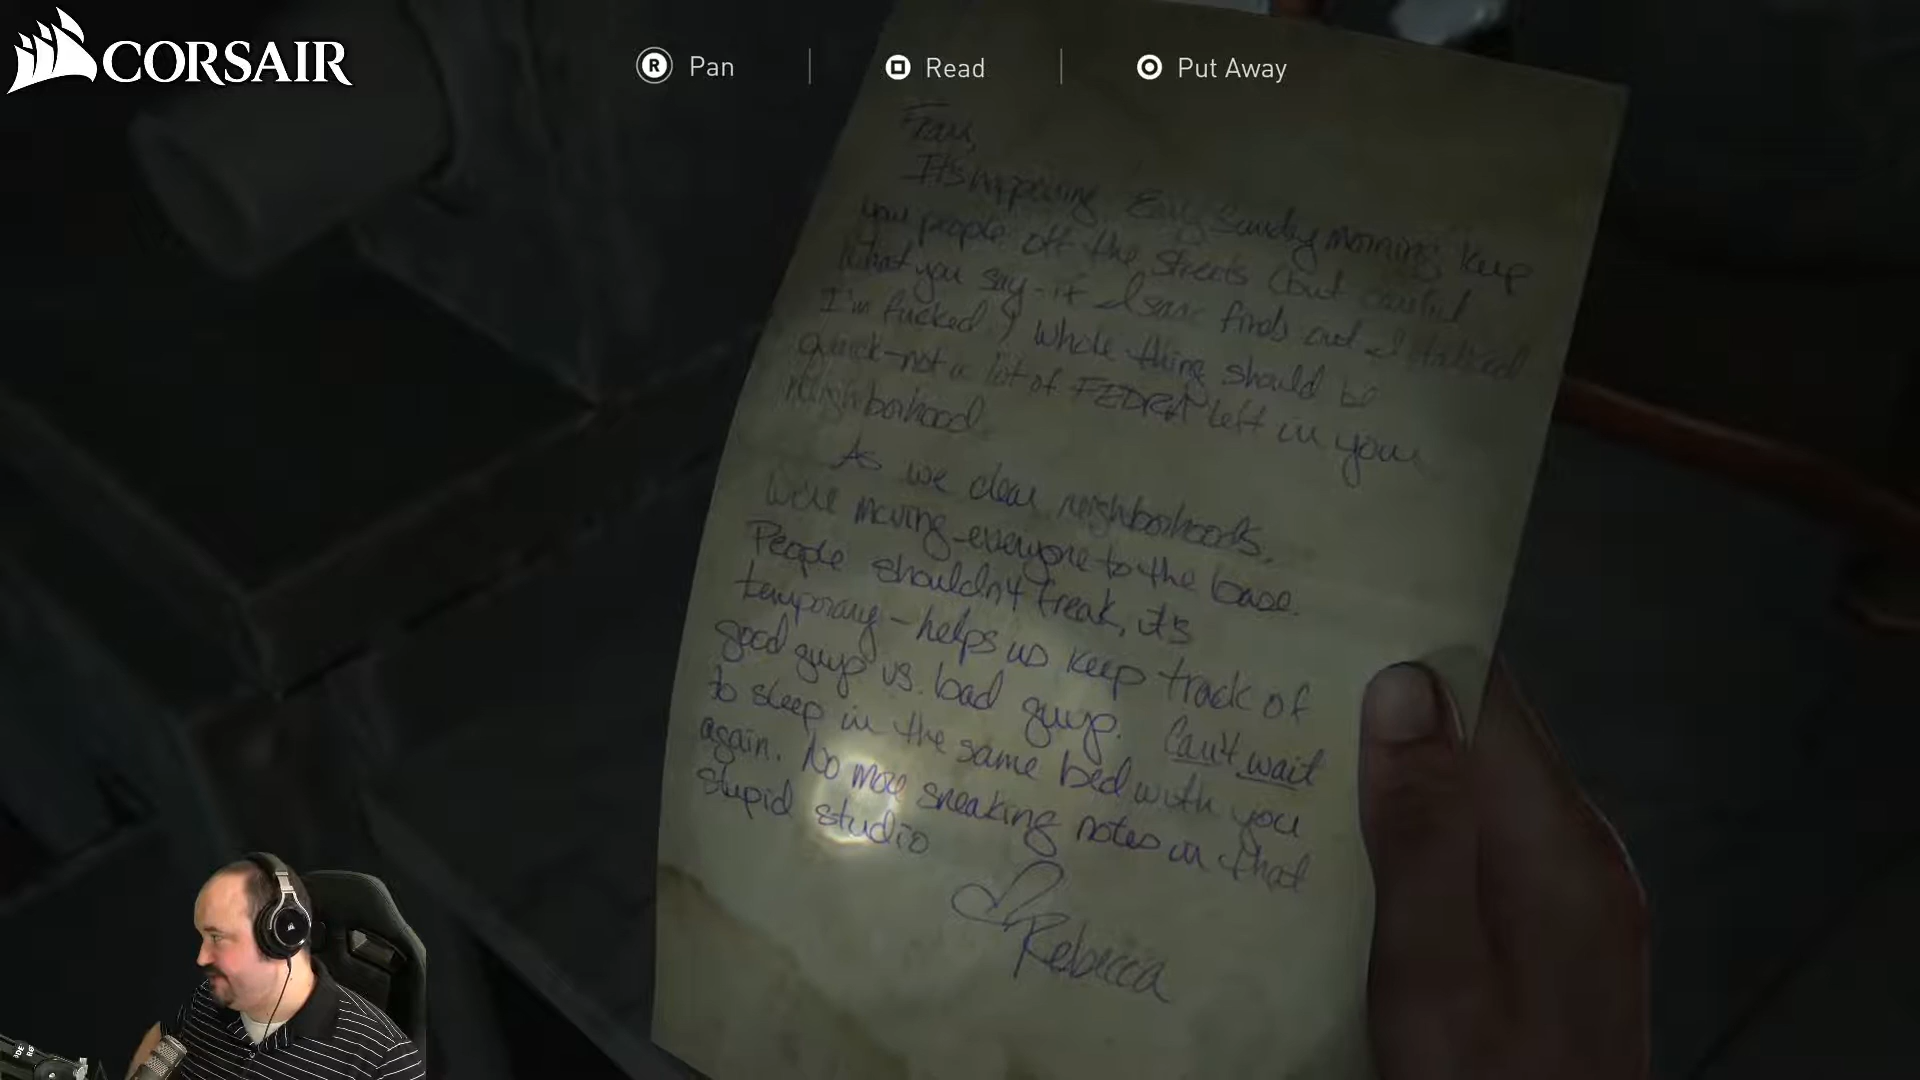 CORSAIR
R Pan
Read
Put Away
Fran,
It's happening. Early Sunday morning. Keep
your people off the streets (but careful
what you say - if Isaac finds out I talked
I'm fucked) Whole thing should be
quick - not a lot of FEDRA left in your
neighborhood.
As we clear neighborhoods,
we're moving everyone to the base.
People shouldn't freak, it's
temporary - helps us keep track of
good guys vs. bad guys. Can't wait
to sleep in the same bed with you
again. No more sneaking notes in that
stupid studio
Rebecca